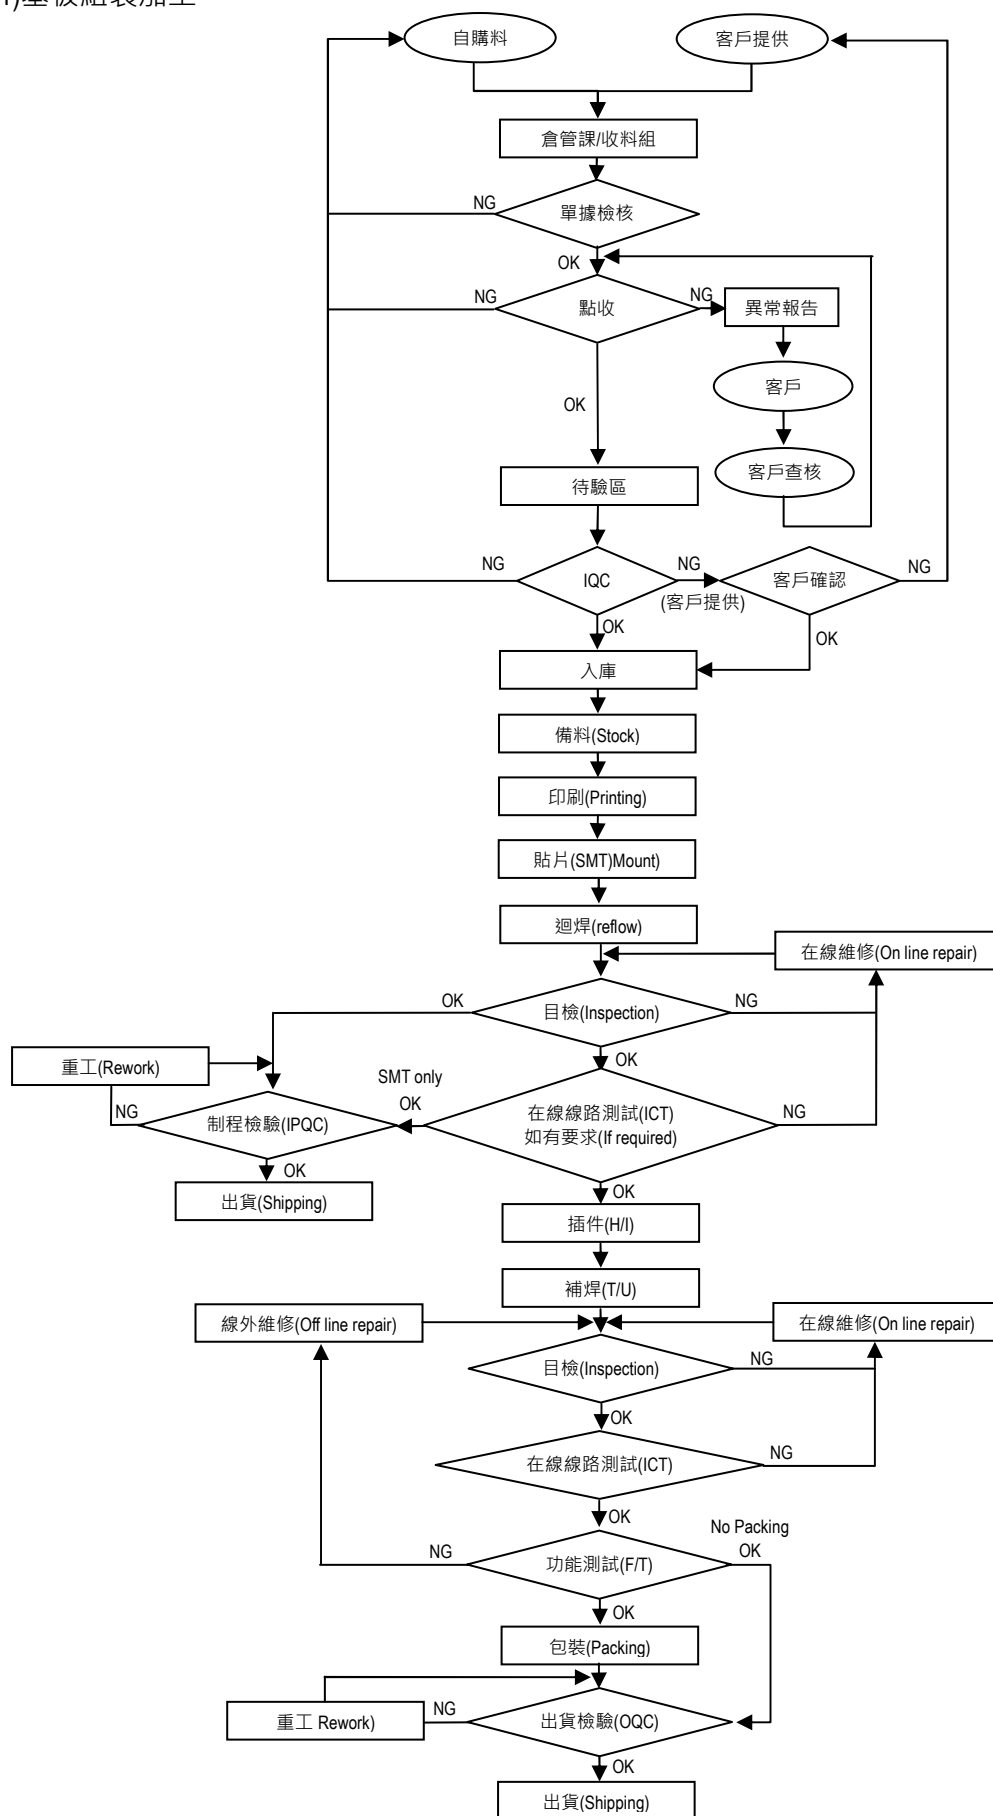 基板組裝加工
自購料
客戶提供
倉管課/收料組
NG
單據檢核
OK
NG
點收
NG
異常報告
客戶
OK
客戶查核
待驗區
NG
IQC
NG
(客戶提供)
客戶確認
NG
OK
OK
入庫
備料(Stock)
印刷(Printing)
貼片(SMT)Mount)
迴焊(reflow)
在線維修(On line repair)
OK
目檢(Inspection)
NG
OK
重工(Rework)
SMT only
OK
NG
制程檢驗(IPQC)
在線線路測試(ICT)
如有要求(If required)
NG
OK
出貨(Shipping)
OK
插件(H/I)
補焊(T/U)
線外維修(Off line repair)
在線維修(On line repair)
目檢(Inspection)
NG
OK
在線線路測試(ICT)
NG
OK
No Packing
OK
NG
功能測試(F/T)
OK
包裝(Packing)
重工 Rework)
NG
出貨檢驗(OQC)
OK
出貨(Shipping)